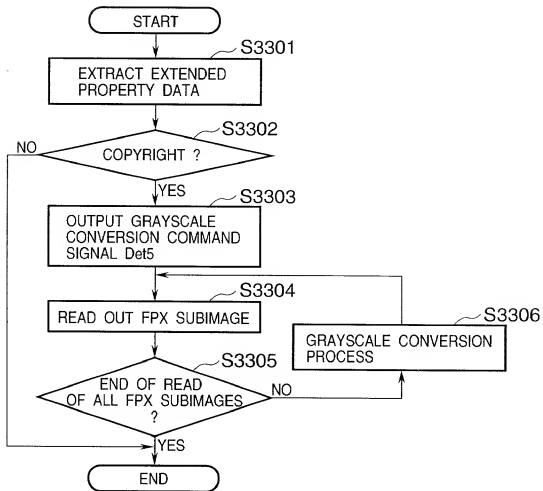 START
S3301
EXTRACT EXTENDED
PROPERTY DATA
S3302
COPYRIGHT ?
NO
YES
S3303
OUTPUT GRAYSCALE
CONVERSION COMMAND
SIGNAL Det5
S3304
READ OUT FPX SUBIMAGE
S3306
GRAYSCALE CONVERSION
PROCESS
S3305
END OF READ
OF ALL FPX SUBIMAGES
?
NO
YES
END